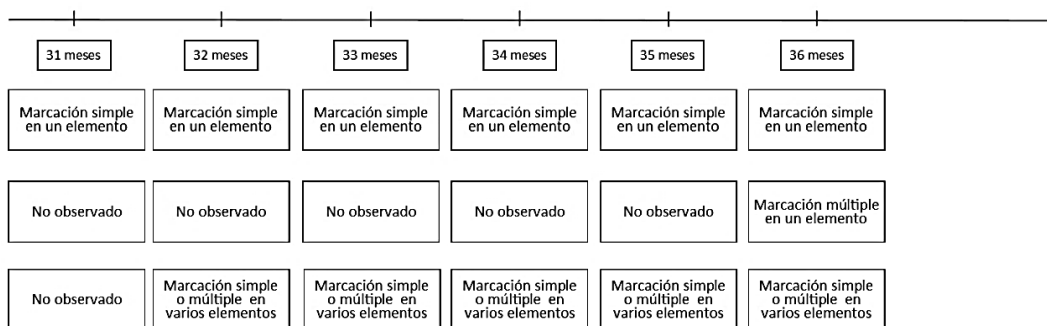 31 meses
32 meses
33 meses
34 meses
35 meses
36 meses
Marcación simple
en un elemento
Marcación simple
en un elemento
Marcación simple
en un elemento
Marcación simple
en un elemento
Marcación simple
en un elemento
Marcación simple
en un elemento
No observado
No observado
No observado
No observado
No observado
Marcación múltiple
en un elemento
No observado
Marcación simple
o múltiple en
varios elementos
Marcación simple
o múltiple en
varios elementos
Marcación simple
o múltiple en
varios elementos
Marcación simple
o múltiple en
varios elementos
Marcación simple
o múltiple en
varios elementos